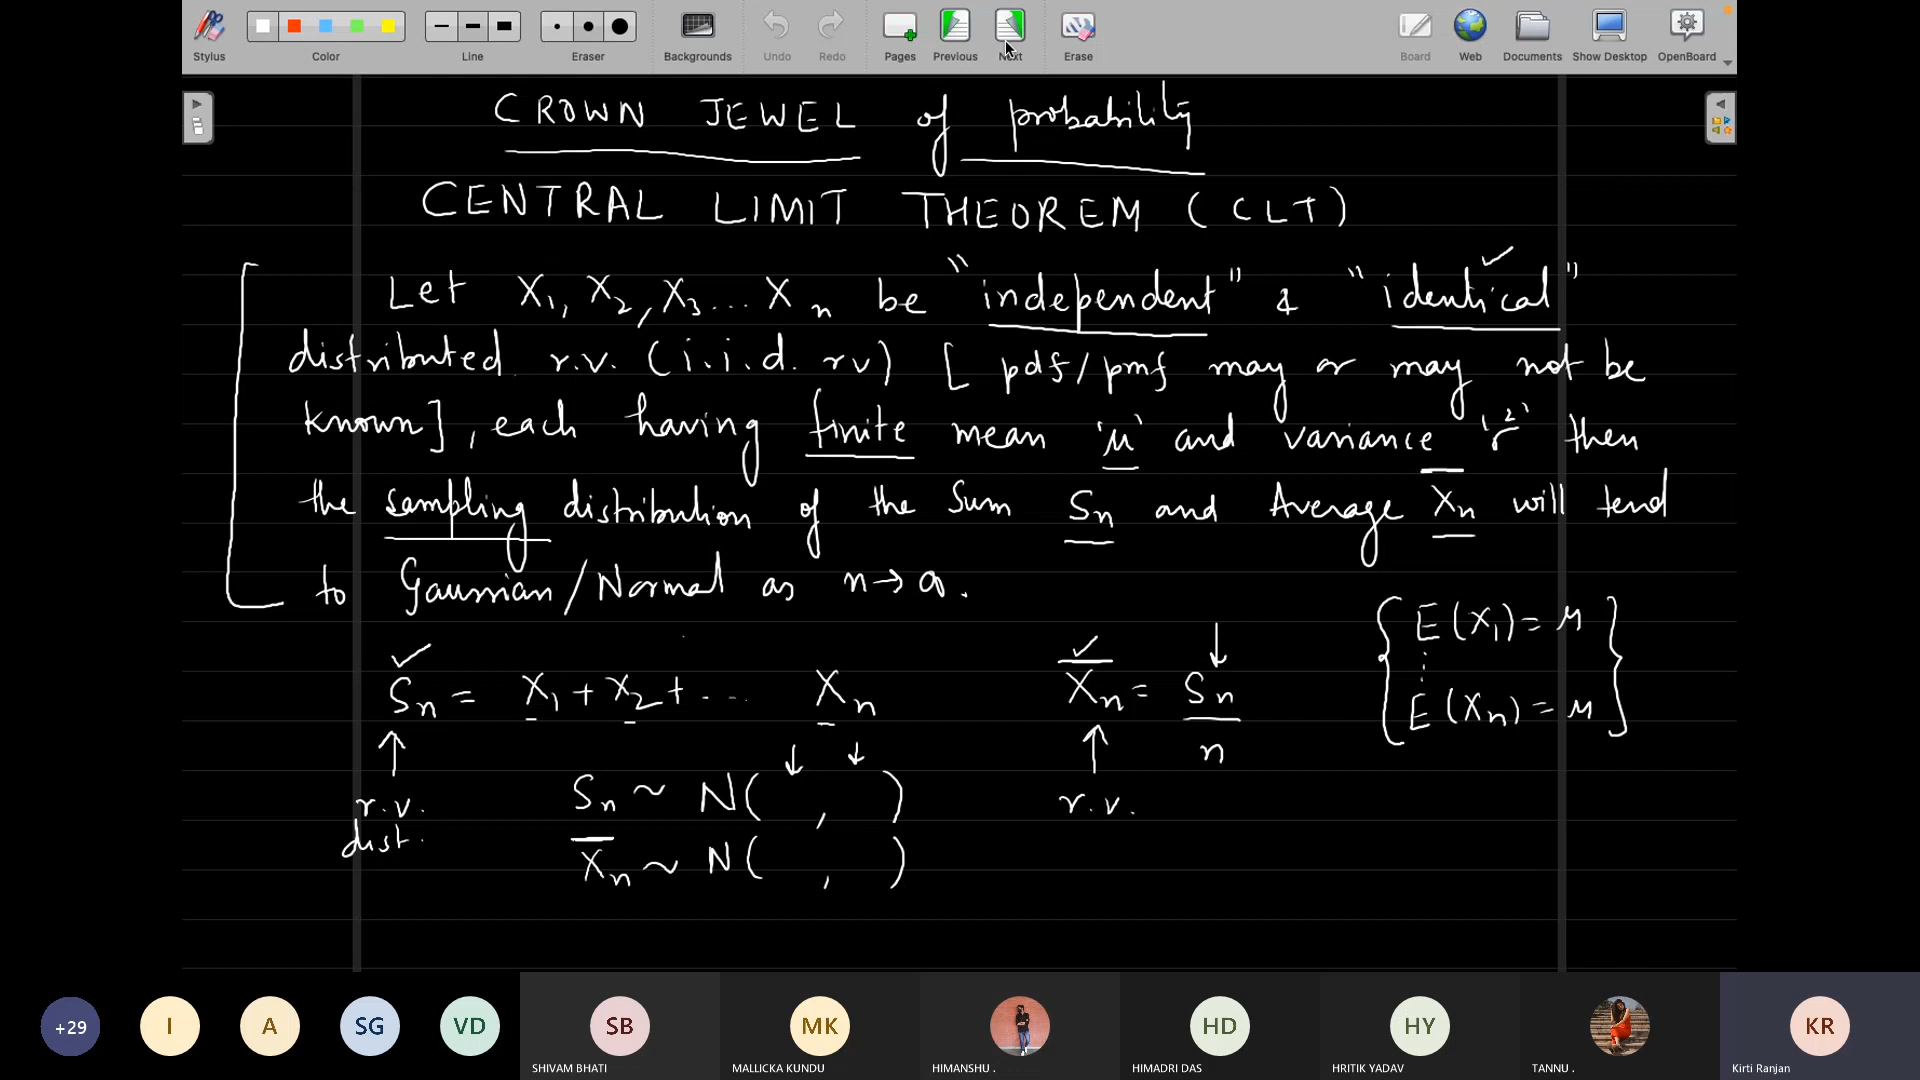 Stylus
Color
Line
Eraser
Backgrounds
Undo
Redo
Pages
Previous
Next
Erase
Board
Web
Documents
Show Desktop
OpenBoard
CROWN JEWEL of probability
CENTRAL LIMIT THEOREM (CLT)
Let X₁, X₂, X₃... Xₙ be "independent" & "identical"
distributed r.v. (i.i.d. rv) [ pdf/pmf may or may not be
known], each having finite mean 'μ' and variance 'σ²' then
the sampling distribution of the Sum Sₙ and Average X̅ₙ will tend
to Gaussian/Normal as n→∞.
E(X₁) = μ
⋮
E(Xₙ) = μ
✓
Sₙ = X₁ + X₂ + ... Xₙ
✓
X̅ₙ = Sₙ/n
↑
r.v.
dist.
↑
r.v.
Sₙ ~ N( , )
X̅ₙ ~ N( , )
+29
I
A
SG
VD
SB
MK
HD
HY
KR
SHIVAM BHATI
MALLICKA KUNDU
HIMANSHU .
HIMADRI DAS
HRITIK YADAV
TANNU .
Kirti Ranjan